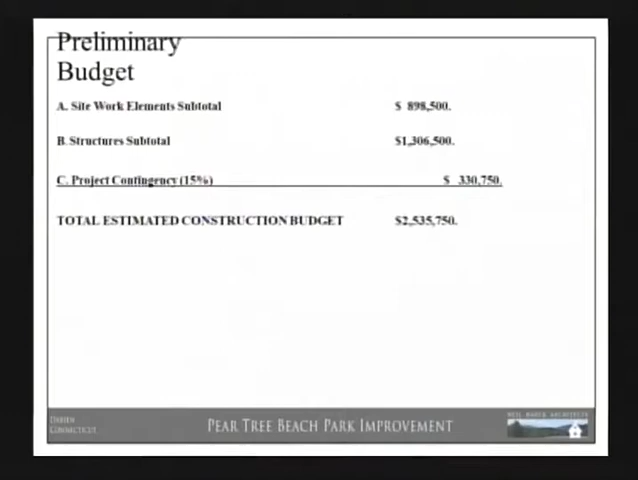 Preliminary
Budget
A. Site Work Elements Subtotal $ 898,500.
B. Structures Subtotal $1,306,500.
C. Project Contingency (15%) $ 330,750.
TOTAL ESTIMATED CONSTRUCTION BUDGET $2,535,750.
DARIEN
CONNECTICUT
PEAR TREE BEACH PARK IMPROVEMENT
ARCHITECTS